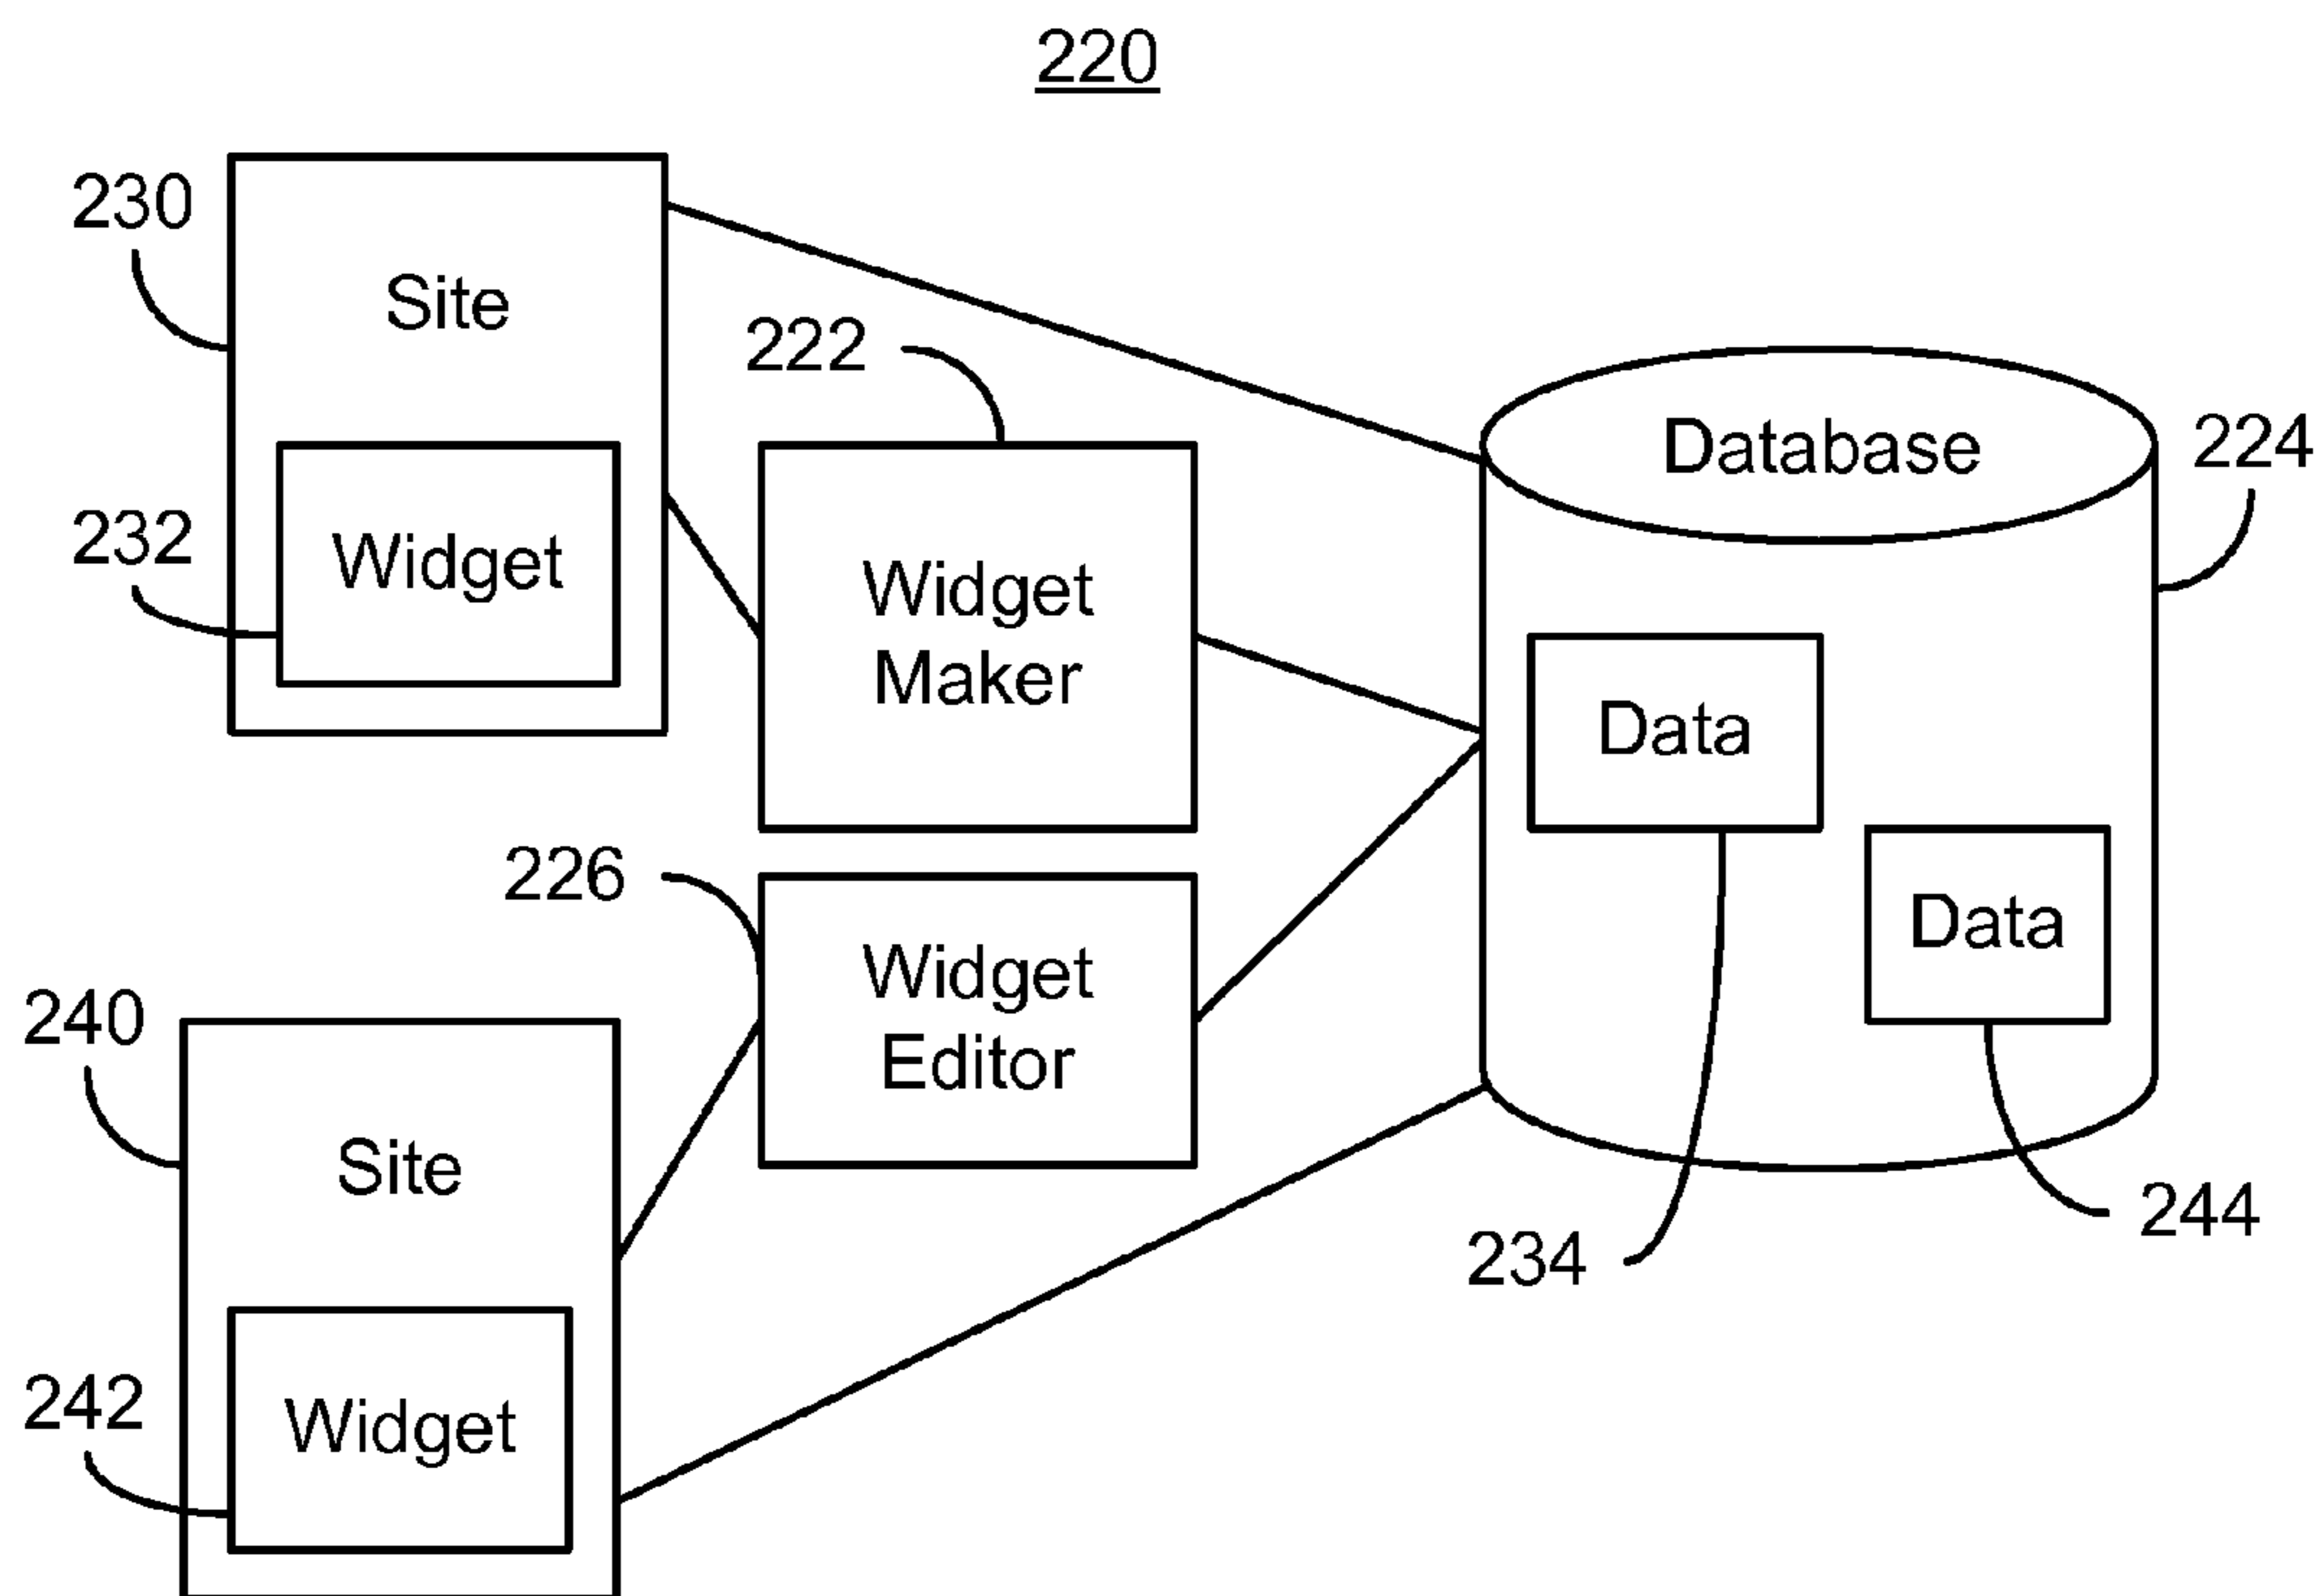 220
230
Site
222
Database
224
232
Widget
Widget
Maker
Data
226
Data
Widget
Editor
240
Site
244
234
242
Widget